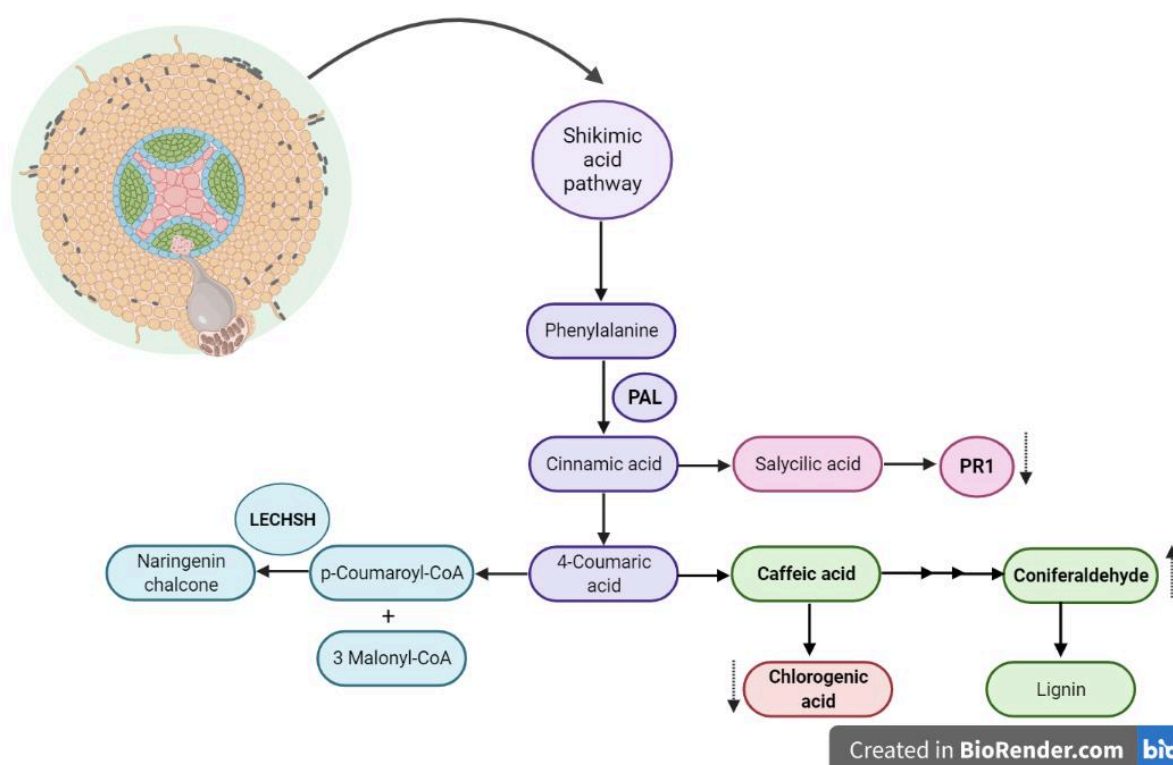 Shikimic
acid
pathway
Phenylalanine
PAL
Cinnamic acid
Salycilic acid
PR1
LECHSH
Naringenin
chalcone
p-Coumaroyl-CoA
4-Coumaric
acid
Caffeic acid
Coniferaldehyde
+
3 Malonyl-CoA
Chlorogenic
acid
Lignin
Created in BioRender.com